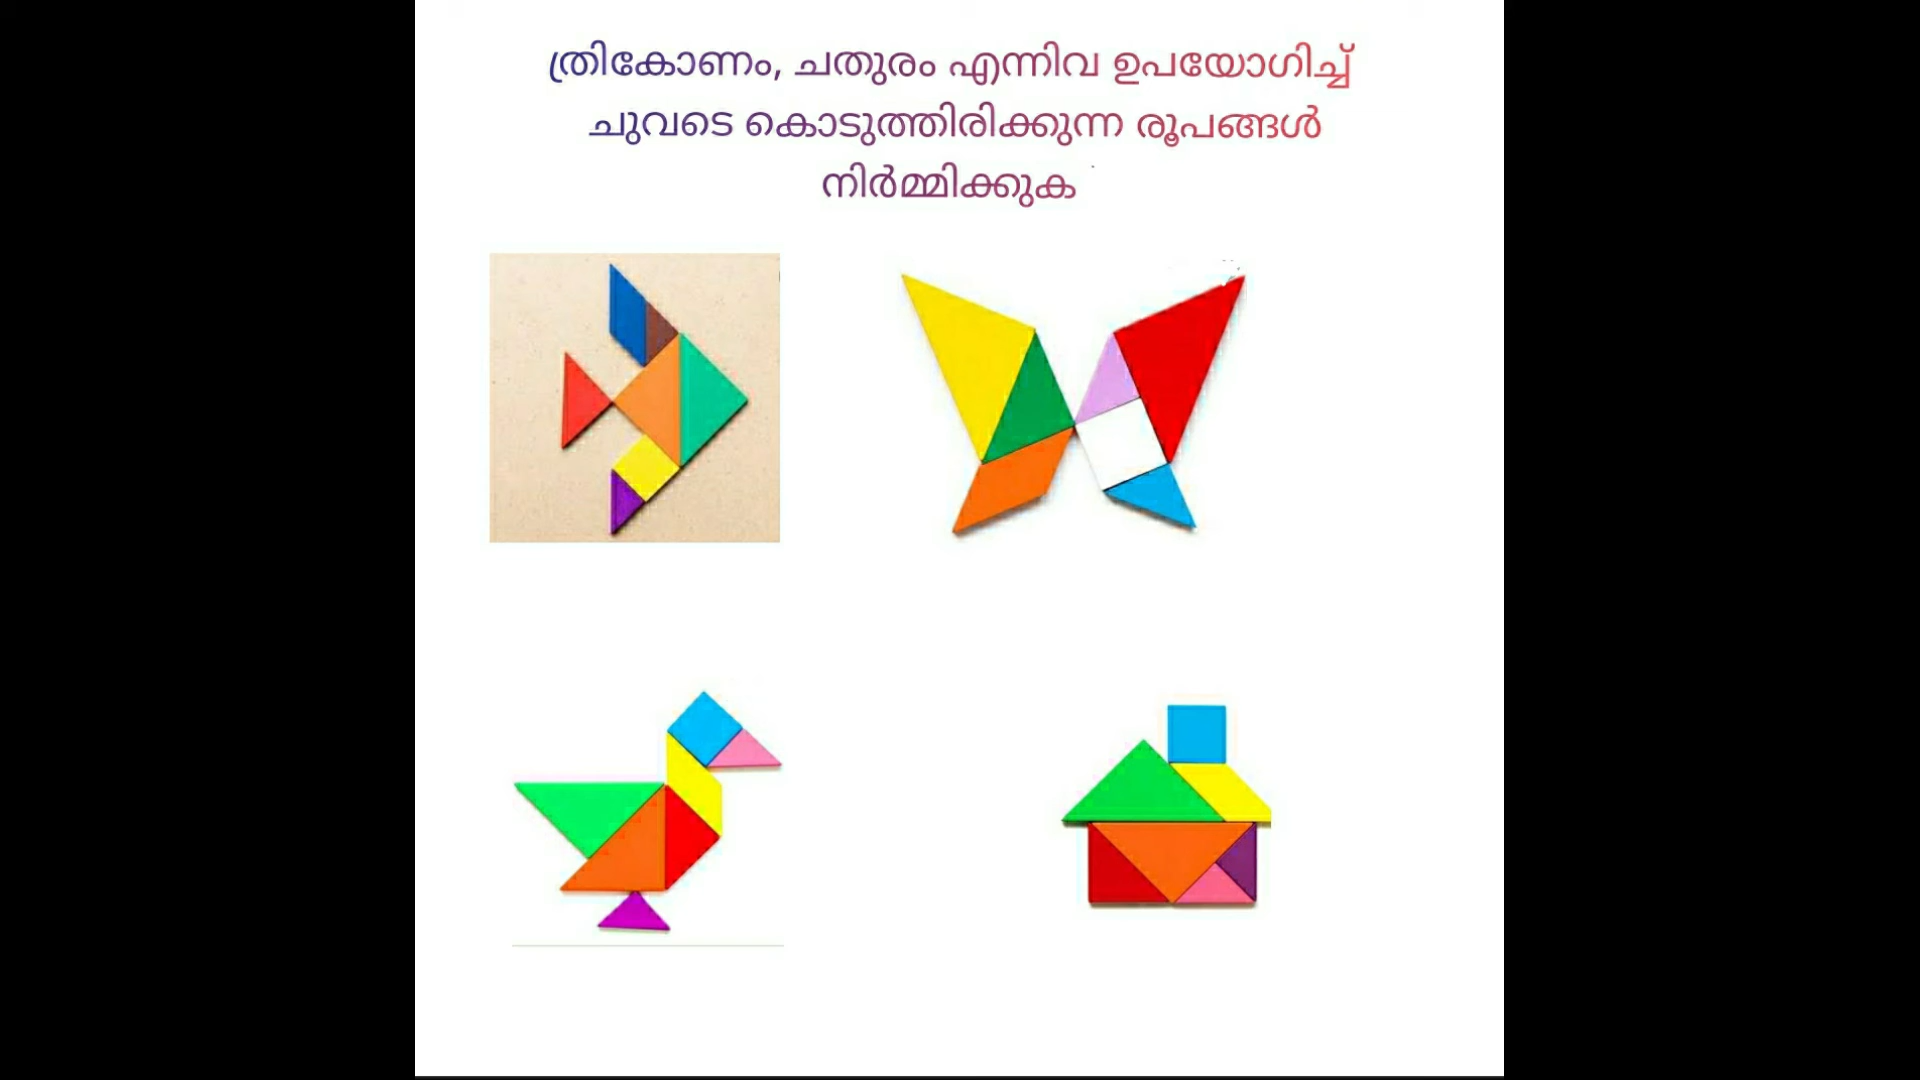 ത്രികോണം, ചതുരം എന്നിവ ഉപയോഗിച്ച്
ചുവടെ കൊടുത്തിരിക്കുന്ന രൂപങ്ങൾ
നിർമ്മിക്കുക